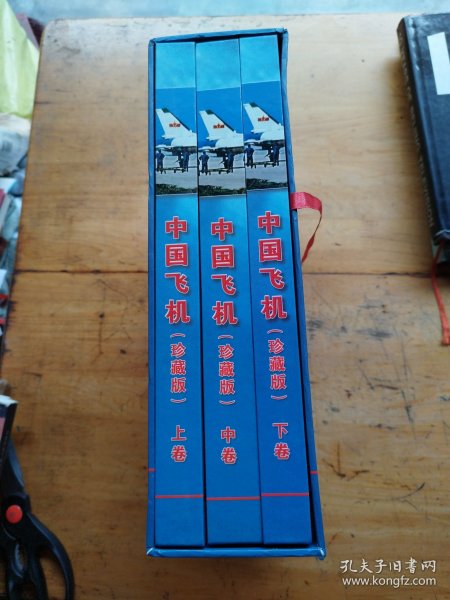 中国飞机（珍藏版） 上卷
中国飞机（珍藏版） 中卷
中国飞机（珍藏版） 下卷
孔夫子旧书网
www.kongfz.com